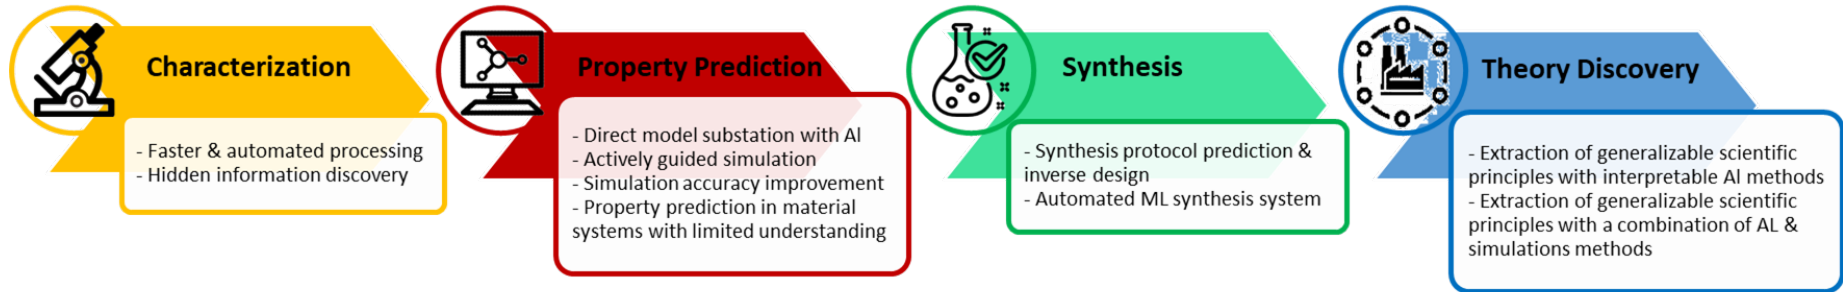 Characterization
- Faster & automated processing
- Hidden information discovery
Property Prediction
- Direct model substation with AI
- Actively guided simulation
- Simulation accuracy improvement
- Property prediction in material
systems with limited understanding
Synthesis
- Synthesis protocol prediction &
inverse design
- Automated ML synthesis system
Theory Discovery
- Extraction of generalizable scientific
principles with interpretable AI methods
- Extraction of generalizable scientific
principles with a combination of AL &
simulations methods